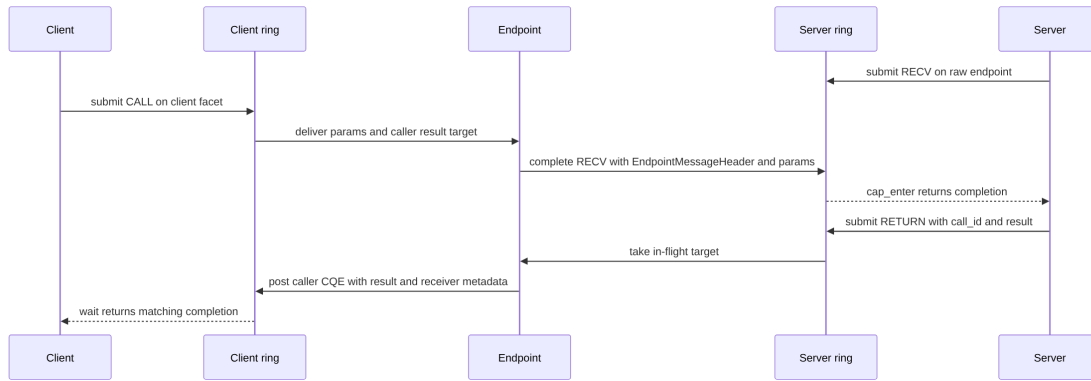 Client
Client ring
Endpoint
Server ring
Server
submit RECV on raw endpoint
submit CALL on client facet
deliver params and caller result target
complete RECV with EndpointMessageHeader and params
cap_enter returns completion
submit RETURN with call_id and result
take in-flight target
post caller CQE with result and receiver metadata
wait returns matching completion
Client
Client ring
Endpoint
Server ring
Server